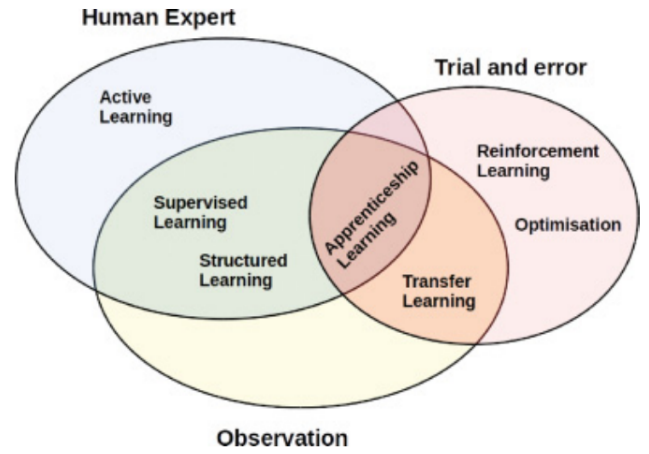 Human Expert
Trial and error
Active
Learning
Reinforcement
Learning
Supervised
Learning
Apprenticeship
Learning
Optimisation
Structured
Learning
Transfer
Learning
Observation